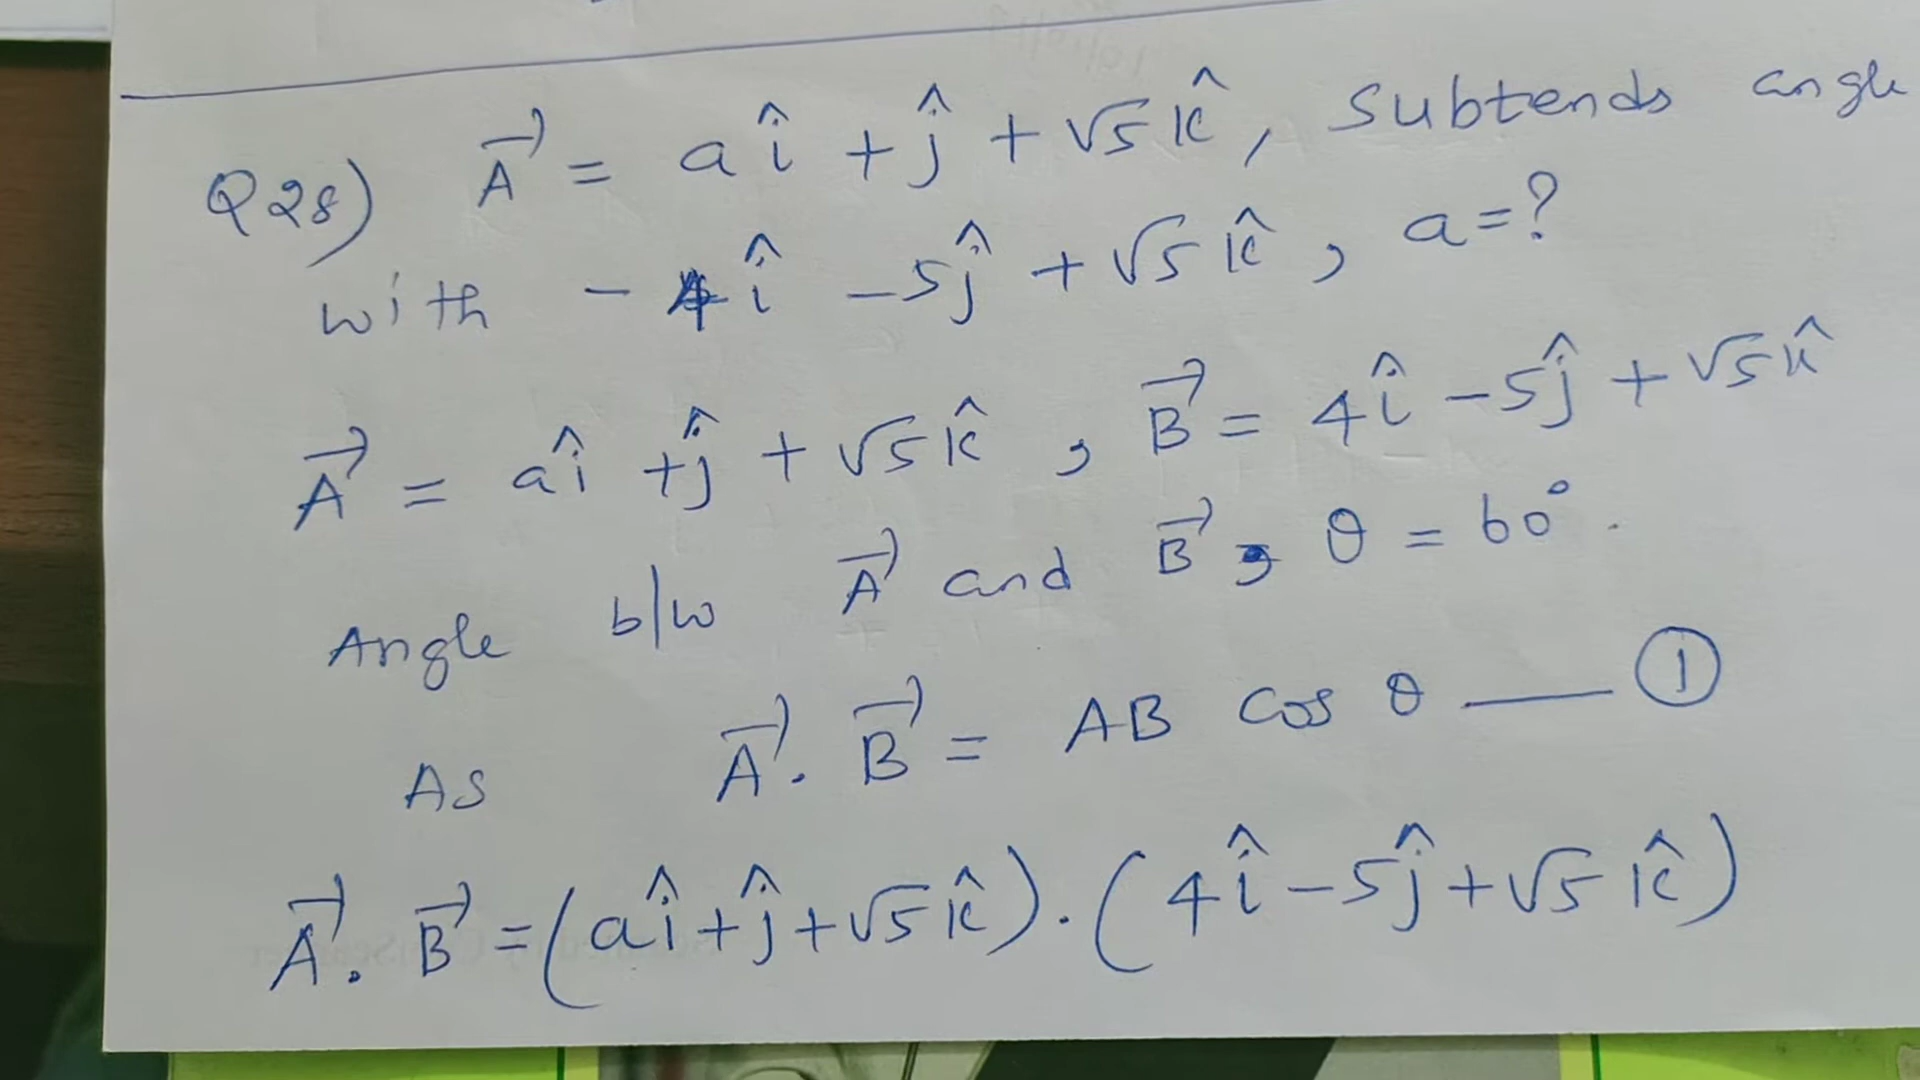 Q28) A⃗ = aî + ĵ + √5 k̂, subtends angle
with - 4î - 5ĵ + √5 k̂, a=?
A⃗ = aî + ĵ + √5 k̂, B⃗ = 4î - 5ĵ + √5 k̂
Angle b/w A⃗ and B⃗, θ = 60°.
As A⃗. B⃗ = AB Cos θ —— ①
A⃗. B⃗ = (aî + ĵ + √5 k̂).(4î - 5ĵ + √5 k̂)